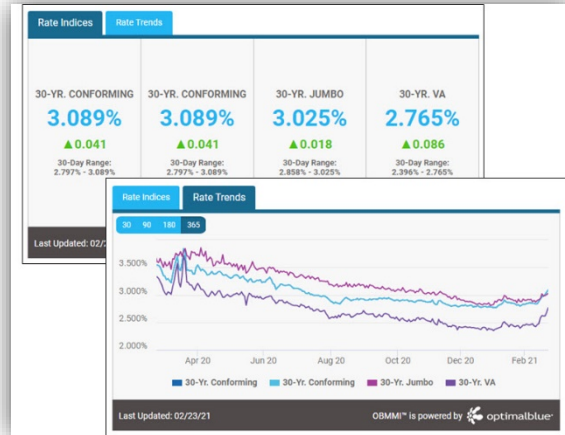 Rate Indices Rate Trends
30-YR. CONFORMING 30-YR. CONFORMING 30-YR. JUMBO 30-YR. VA
3.089% 3.089% 3.025% 2.765%
▲0.041 ▲0.041 ▲0.018 ▲0.086
30-Day Range: 30-Day Range: 30-Day Range: 30-Day Range:
2.797% - 3.089% 2.797% - 3.089% 2.858% - 3.025% 2.396% - 2.765%
Last Updated: 02/
Rate Indices Rate Trends
30 90 180 365
3.500%
3.000%
2.500%
2.000%
Apr 20 Jun 20 Aug 20 Oct 20 Dec 20 Feb 21
30-Yr. Conforming 30-Yr. Conforming 30-Yr. Jumbo 30-Yr. VA
Last Updated: 02/23/21 OBMMI™ is powered by optimalblue